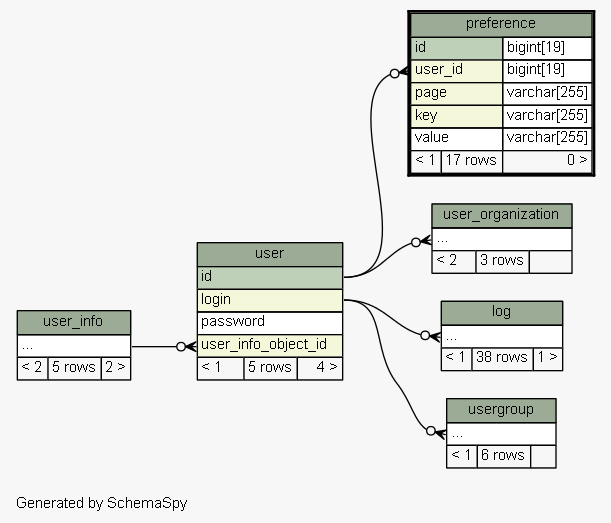 preference
id bigint[19]
user_id bigint[19]
page varchar[255]
key varchar[255]
value varchar[255]
< 1 17 rows 0 >
user_organization
...
< 2 3 rows
user
id
login
password
user_info_object_id
< 1 5 rows 4 >
user_info
...
< 2 5 rows 2 >
log
...
< 1 38 rows 1 >
usergroup
...
< 1 6 rows
Generated by SchemaSpy